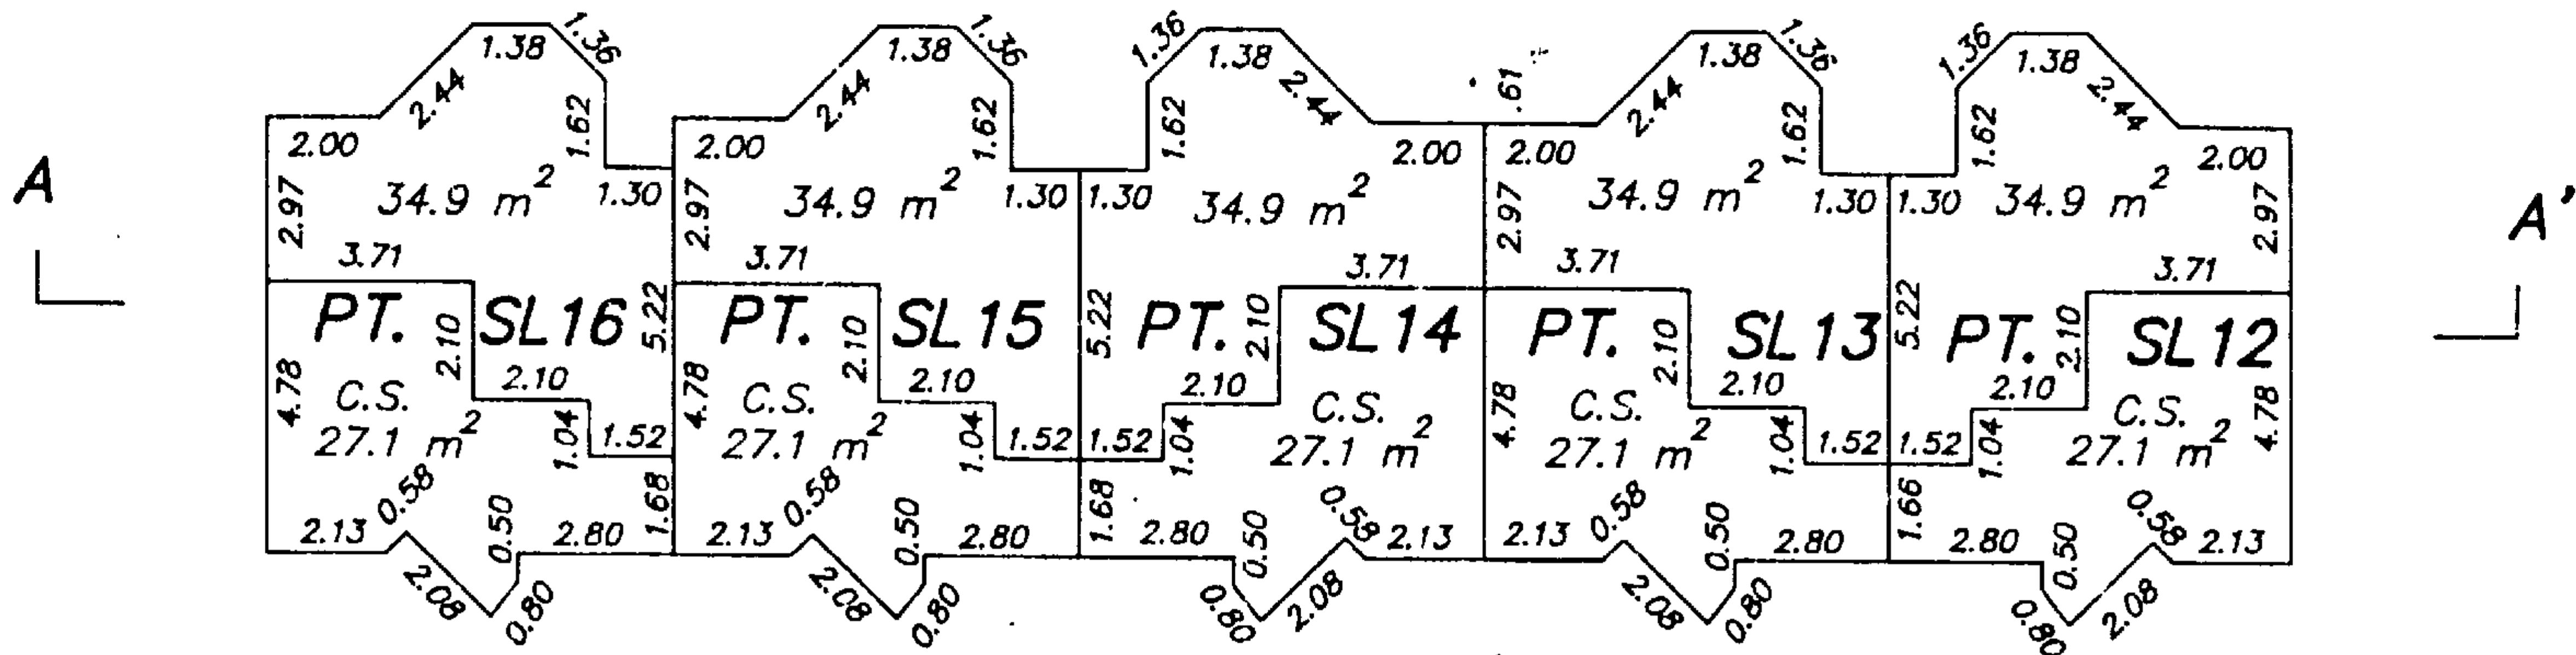 1.38 1.36 1.38 1.36 1.36 1.38 .61 1.38 1.36 1.36 1.38
2.44 1.62 2.44 1.62 1.62 2.44 2.44 1.62 1.62 2.44
2.00 2.00 2.00 2.00 2.00
A 2.97 34.9 m² 1.30 2.97 34.9 m² 1.30 1.30 34.9 m² 2.97 34.9 m² 1.30 1.30 34.9 m² 2.97 A'
3.71 3.71 3.71 3.71 3.71
PT. 2.10 SL16 5.22 PT. 2.10 SL15 5.22 PT. 2.10 SL14 PT. 2.10 SL13 5.22 PT. 2.10 SL12
4.78 C.S. 2.10 4.78 C.S. 2.10 2.10 C.S. 4.78 C.S. 2.10 2.10 C.S. 4.78
27.1 m² 1.04 1.52 27.1 m² 1.04 1.52 1.52 1.04 27.1 m² 27.1 m² 1.04 1.52 1.52 1.04 27.1 m²
0.58 0.50 1.68 0.58 0.50 1.68 0.50 0.58 0.58 0.50 1.66 0.50 0.58
2.13 2.80 2.13 2.80 2.80 2.13 2.13 2.80 2.80 2.13
2.08 0.80 2.08 0.80 0.80 2.08 2.08 0.80 0.80 2.08